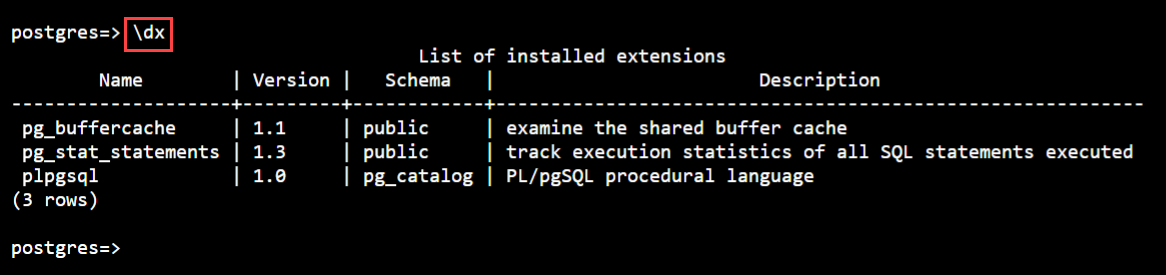 postgres=> \dx
List of installed extensions
Name | Version | Schema | Description
--------------------+---------+------------+-----------------------------------------------------------
pg_buffercache | 1.1 | public | examine the shared buffer cache
pg_stat_statements | 1.3 | public | track execution statistics of all SQL statements executed
plpgsql | 1.0 | pg_catalog | PL/pgSQL procedural language
(3 rows)
postgres=>